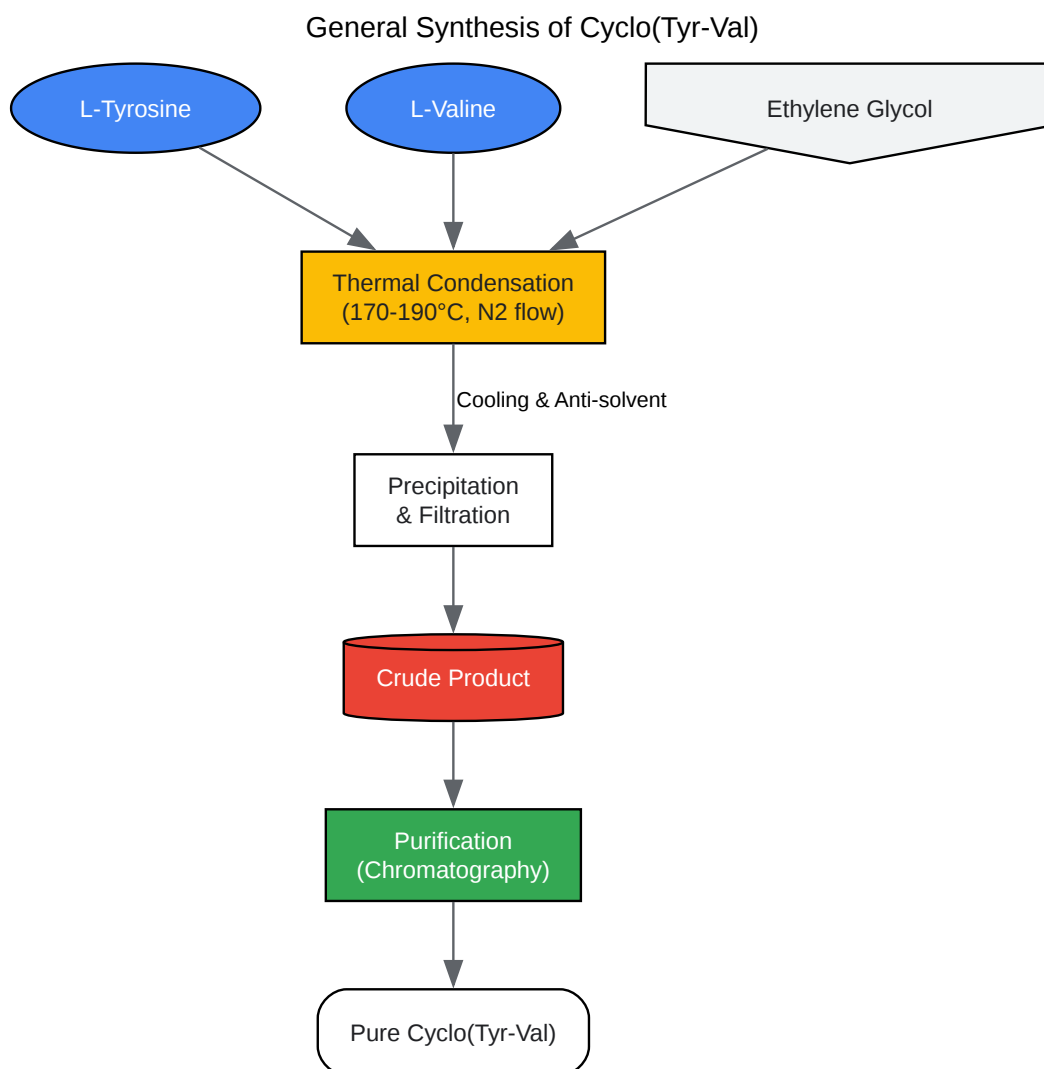 General Synthesis of Cyclo(Tyr-Val)
L-Tyrosine
L-Valine
Ethylene Glycol
Thermal Condensation
(170-190°C, N2 flow)
Cooling & Anti-solvent
Precipitation
& Filtration
Crude Product
Purification
(Chromatography)
Pure Cyclo(Tyr-Val)